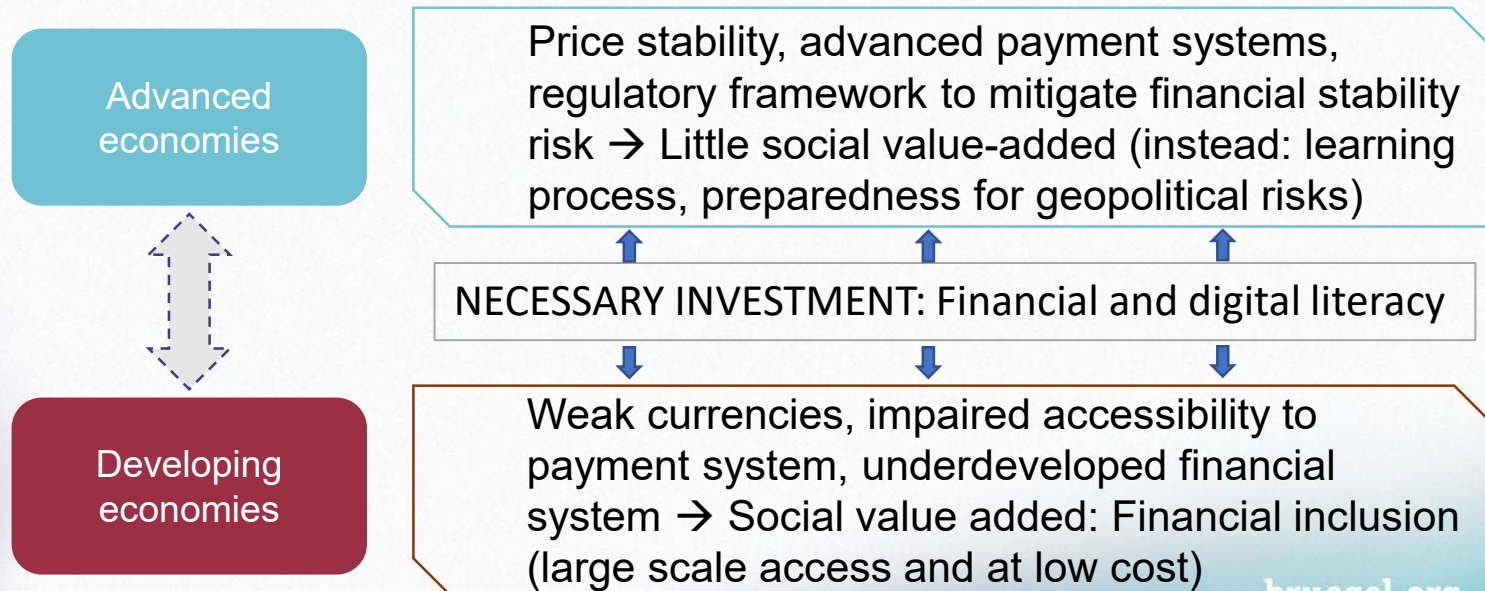 Advanced
economies
Price stability, advanced payment systems,
regulatory framework to mitigate financial stability
risk → Little social value-added (instead: learning
process, preparedness for geopolitical risks)
NECESSARY INVESTMENT: Financial and digital literacy
Developing
economies
Weak currencies, impaired accessibility to
payment system, underdeveloped financial
system → Social value added: Financial inclusion
(large scale access and at low cost)
bruegel.org